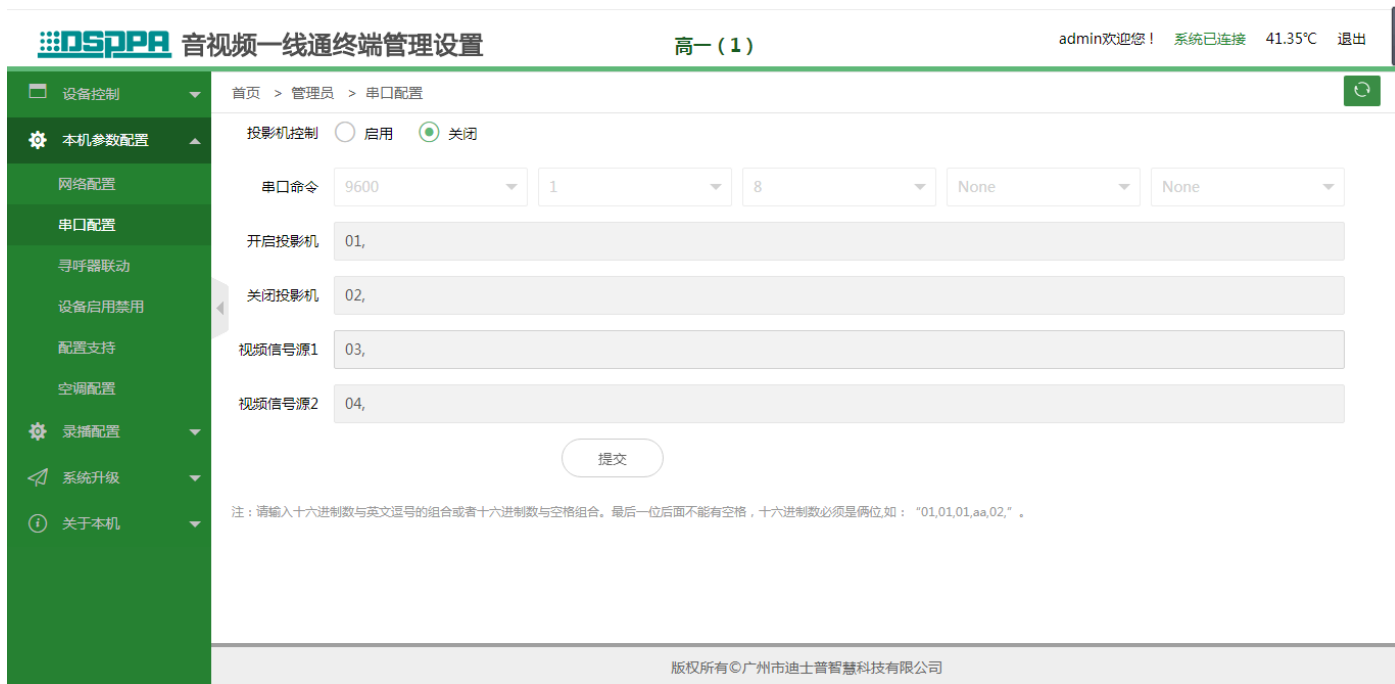 DSPPA 音视频一线通终端管理设置 高一(1) admin欢迎您! 系统已连接 41.35℃ 退出
设备控制
本机参数配置
网络配置
串口配置
寻呼器联动
设备启用禁用
配置支持
空调配置
录播配置
系统升级
关于本机
首页 > 管理员 > 串口配置
投影机控制 启用 关闭
串口命令 9600 1 8 None None
开启投影机 01,
关闭投影机 02,
视频信号源1 03,
视频信号源2 04,
提交
注:请输入十六进制数与英文逗号的组合或者十六进制数与空格组合。最后一位后面不能有空格,十六进制数必须是俩位,如:“01,01,01,aa,02,”。
版权所有©广州市迪士普智慧科技有限公司